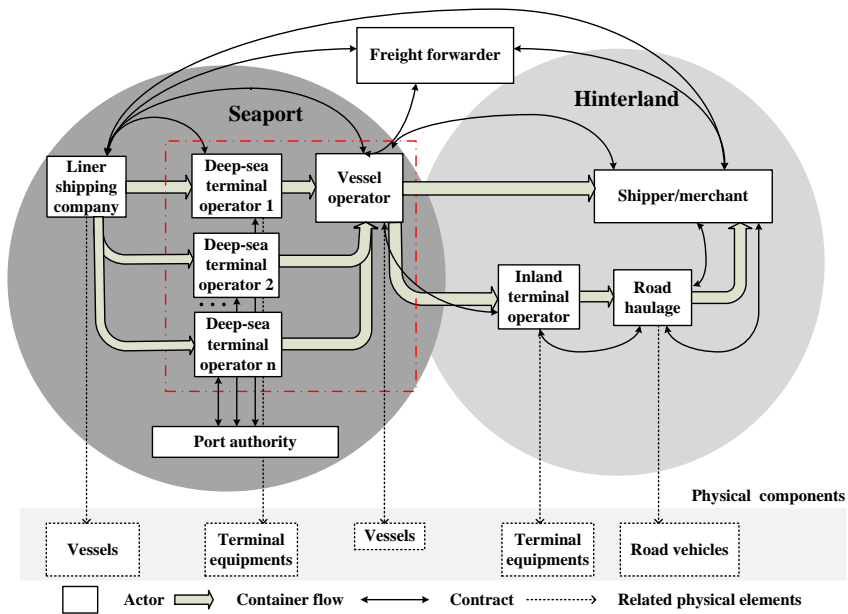 Freight forwarder
Seaport
Hinterland
Liner
shipping
company
Deep-sea
terminal
operator 1
Vessel
operator
Shipper/merchant
Deep-sea
terminal
operator 2
....
Deep-sea
terminal
operator n
Inland
terminal
operator
Road
haulage
Port authority
Physical components
Vessels
Terminal
equipments
Vessels
Terminal
equipments
Road vehicles
Actor
Container flow
Contract
Related physical elements